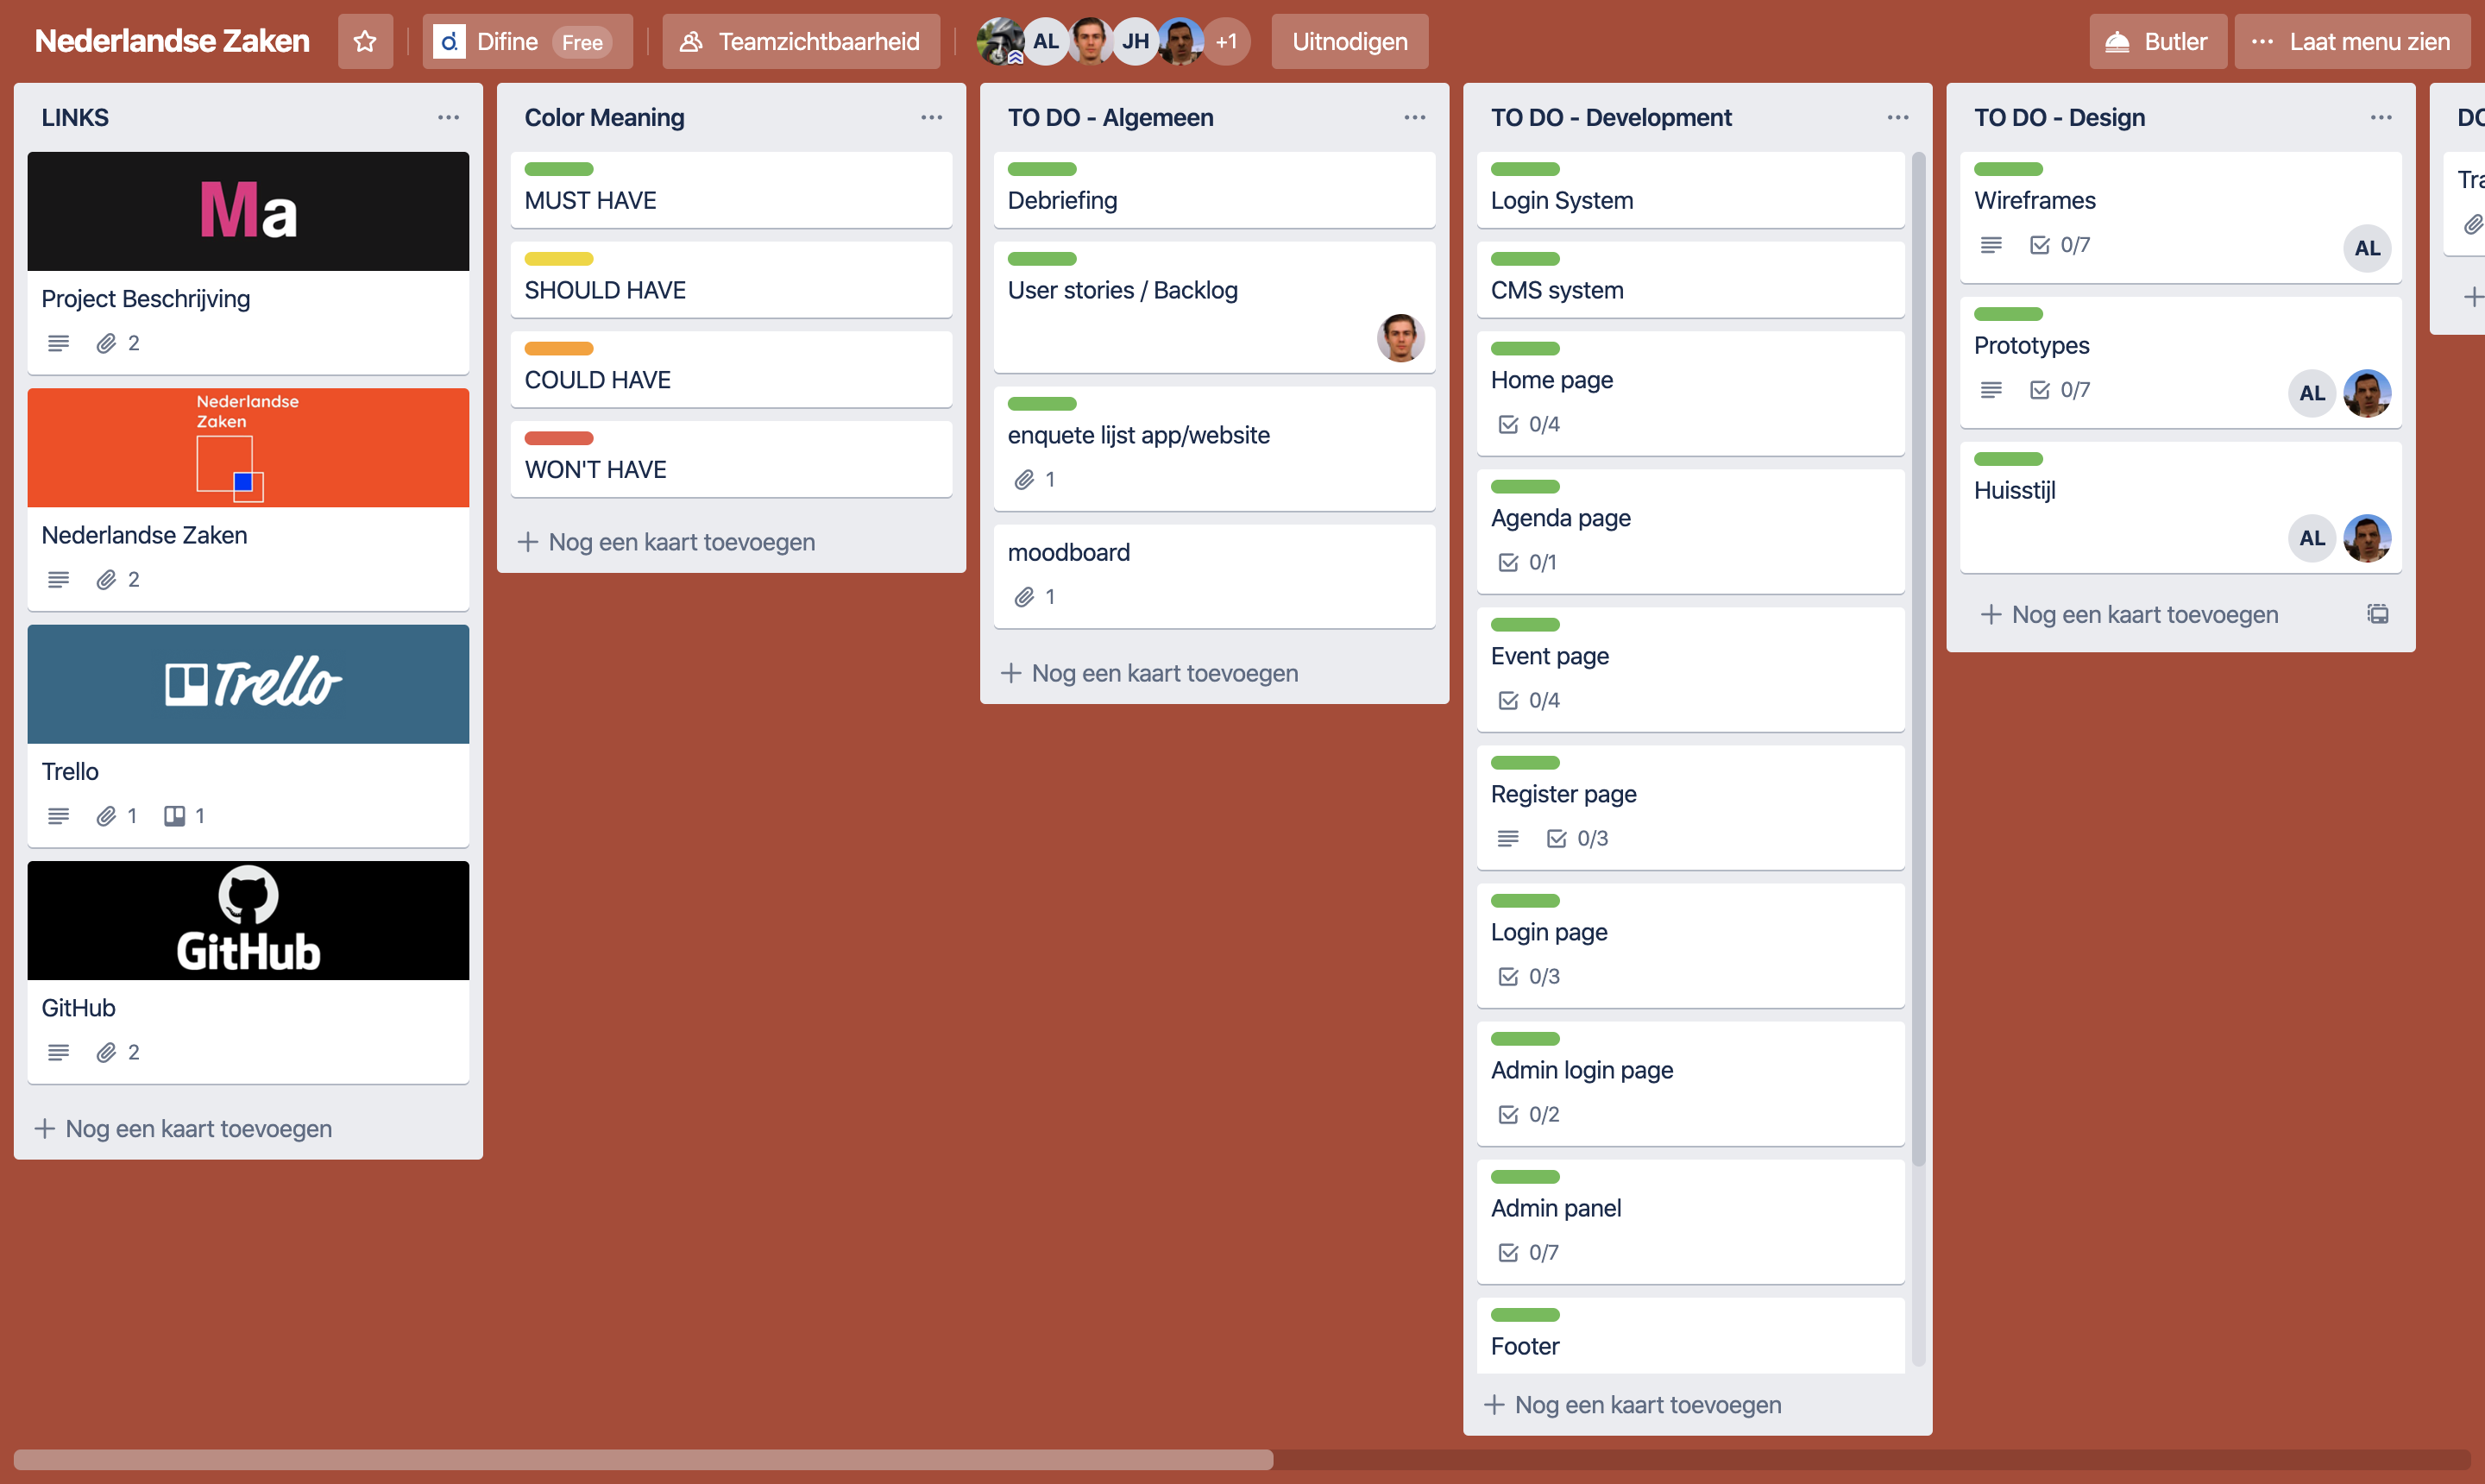 Nederlandse Zaken
d.
Difine
Free
Teamzichtbaarheid
AL
JH
+1
Uitnodigen
Butler
Laat menu zien
LINKS
Ma
Project Beschrijving
2
Nederlandse
Zaken
Nederlandse Zaken
2
Trello
Trello
1
1
GitHub
GitHub
2
+ Nog een kaart toevoegen
Color Meaning
MUST HAVE
SHOULD HAVE
COULD HAVE
WON'T HAVE
+ Nog een kaart toevoegen
TO DO - Algemeen
Debriefing
User stories / Backlog
enquete lijst app/website
1
moodboard
1
+ Nog een kaart toevoegen
TO DO - Development
Login System
CMS system
Home page
0/4
Agenda page
0/1
Event page
0/4
Register page
0/3
Login page
0/3
Admin login page
0/2
Admin panel
0/7
Footer
+ Nog een kaart toevoegen
TO DO - Design
Wireframes
0/7
AL
Prototypes
0/7
AL
Huisstijl
AL
+ Nog een kaart toevoegen